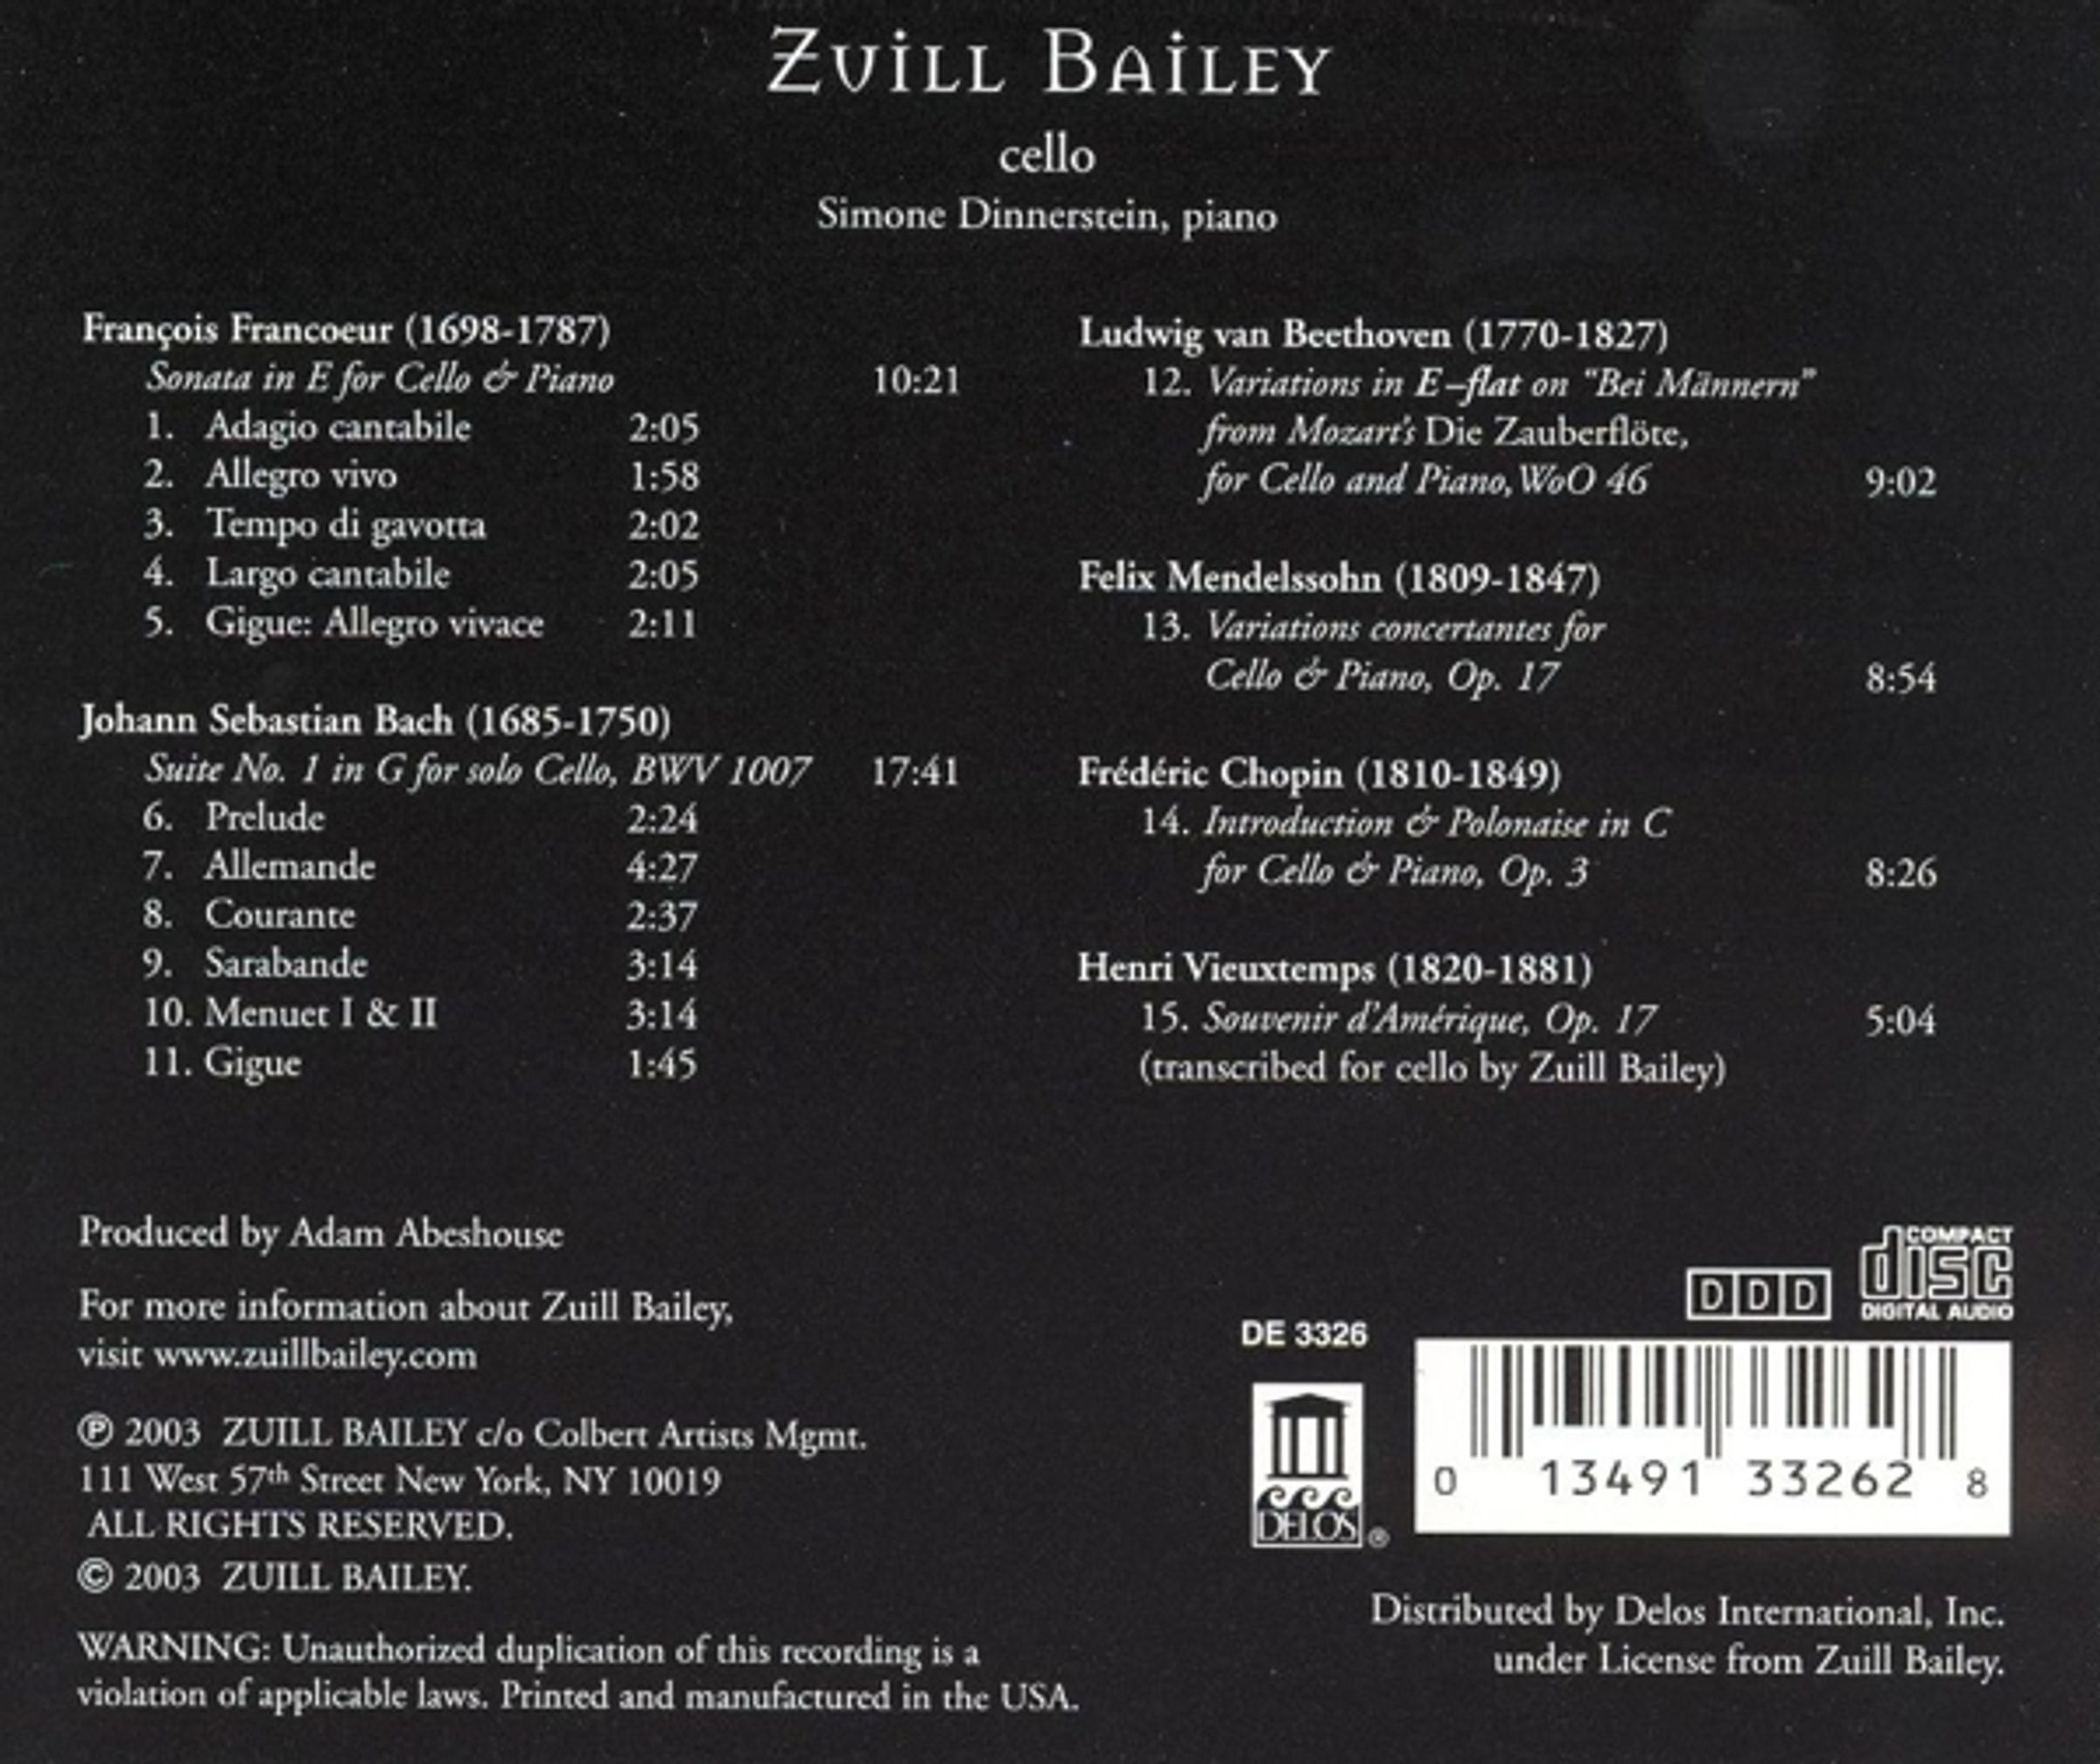 ZUILL BAILEY
cello
Simone Dinnerstein, piano
François Francoeur (1698-1787)
Sonata in E for Cello & Piano 10:21
1. Adagio cantabile 2:05
2. Allegro vivo 1:58
3. Tempo di gavotta 2:02
4. Largo cantabile 2:05
5. Gigue: Allegro vivace 2:11
Johann Sebastian Bach (1685-1750)
Suite No. 1 in G for solo Cello, BWV 1007 17:41
6. Prelude 2:24
7. Allemande 4:27
8. Courante 2:37
9. Sarabande 3:14
10. Menuet I & II 3:14
11. Gigue 1:45
Ludwig van Beethoven (1770-1827)
12. Variations in E–flat on “Bei Männern”
from Mozart's Die Zauberflöte,
for Cello and Piano, WoO 46 9:02
Felix Mendelssohn (1809-1847)
13. Variations concertantes for
Cello & Piano, Op. 17 8:54
Frédéric Chopin (1810-1849)
14. Introduction & Polonaise in C
for Cello & Piano, Op. 3 8:26
Henri Vieuxtemps (1820-1881)
15. Souvenir d'Amérique, Op. 17 5:04
(transcribed for cello by Zuill Bailey)
Produced by Adam Abeshouse
For more information about Zuill Bailey,
visit www.zuillbailey.com
℗ 2003 ZUILL BAILEY c/o Colbert Artists Mgmt.
111 West 57th Street New York, NY 10019
ALL RIGHTS RESERVED.
© 2003 ZUILL BAILEY.
WARNING: Unauthorized duplication of this recording is a
violation of applicable laws. Printed and manufactured in the USA.
COMPACT
disc
DIGITAL AUDIO
DDD
DE 3326
DELOS ®
0 13491 33262 8
Distributed by Delos International, Inc.
under License from Zuill Bailey.